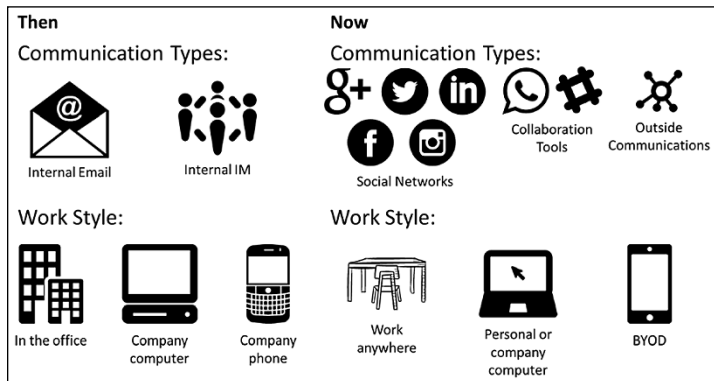 Then
Communication Types:
@
Internal Email
Internal IM
Work Style:
In the office
Company
computer
Company
phone
Now
Communication Types:
g+
in
f
Social Networks
Collaboration
Tools
Outside
Communications
Work Style:
Work
anywhere
Personal or
company
computer
BYOD